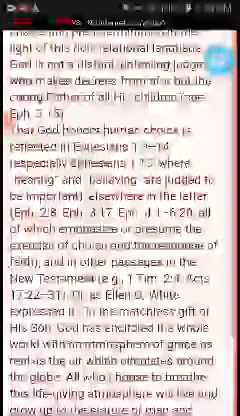 light of this
God is not a distant, unfeeling judge
who makes decrees from afar but the
caring Father of all His children (see
Eph. 3:15).
That God honors human choice is
reflected in Ephesians 1:3–14
(especially Ephesians 1:13, where
"hearing" and "believing" are judged to
be important), elsewhere in the letter
(Eph. 2:8, Eph. 3:17, Eph. 4:1–6:20, all
of which emphasize or presume the
exercise of choice and the response of
faith), and in other passages in the
New Testament (e.g., 1 Tim. 2:4, Acts
17:22–31). Or, as Ellen G. White
expressed it: "In the matchless gift of
His Son, God has encircled the whole
world with an atmosphere of grace as
real as the air which circulates around
the globe. All who choose to breathe
this life-giving atmosphere will live and
grow up to the stature of men and